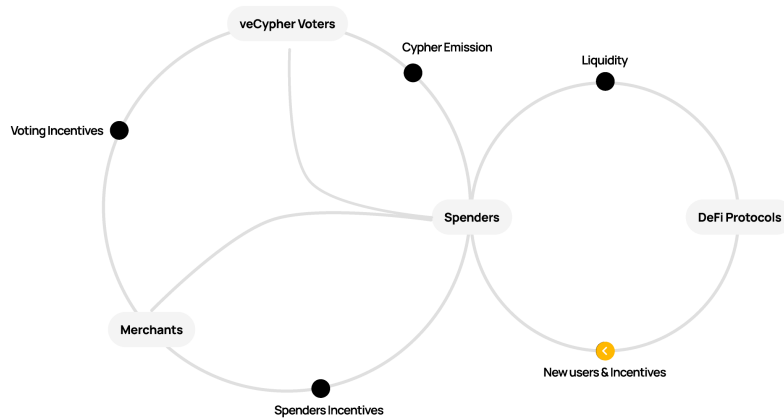 veCypher Voters
Cypher Emission
Liquidity
Voting Incentives
Spenders
DeFi Protocols
Merchants
New users & Incentives
Spenders Incentives